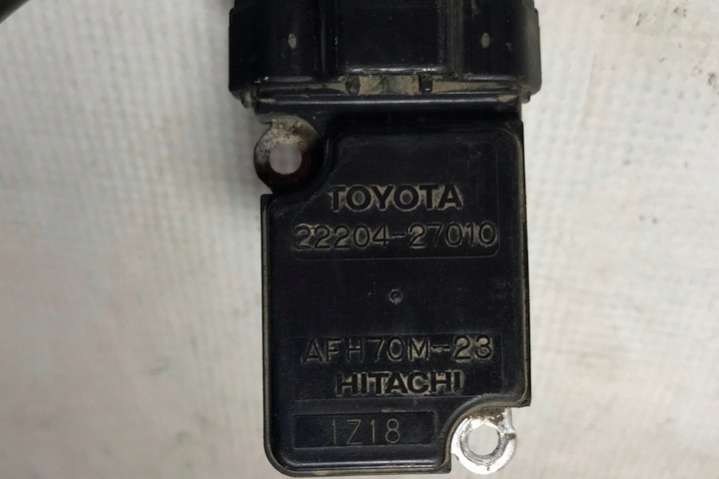 TOYOTA
22204-27010
AFH70M-23
HITACHI
1Z18